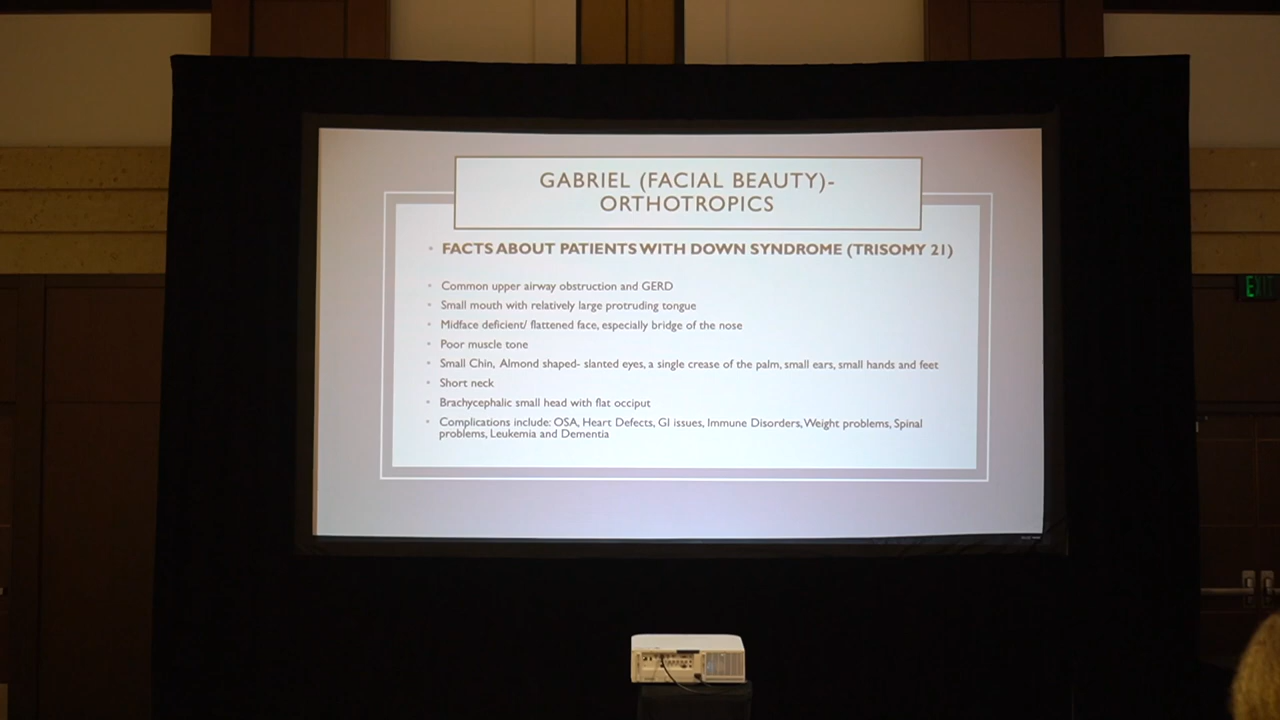 GABRIEL (FACIAL BEAUTY)-
ORTHOTROPICS
• FACTS ABOUT PATIENTS WITH DOWN SYNDROME (TRISOMY 21)
• Common upper airway obstruction and GERD
• Small mouth with relatively large protruding tongue
• Midface deficient/ flattened face, especially bridge of the nose
• Poor muscle tone
• Small Chin, Almond shaped- slanted eyes, a single crease of the palm, small ears, small hands and feet
• Short neck
• Brachycephalic small head with flat occiput
• Complications include: OSA, Heart Defects, GI issues, Immune Disorders, Weight problems, Spinal
problems, Leukemia and Dementia
EXIT